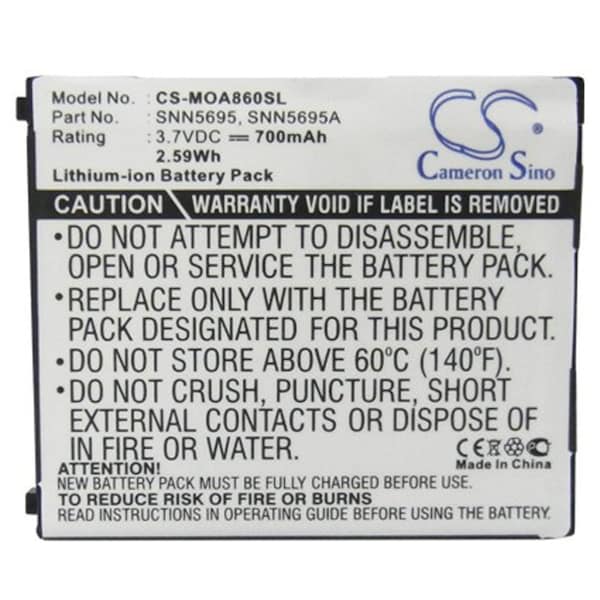 Model No.: CS-MOA860SL
Part No.: SNN5695, SNN5695A
Rating: 3.7VDC ⎓ 700mAh
2.59Wh
Lithium-ion Battery Pack
CS
Cameron Sino
CAUTION WARRANTY VOID IF LABEL IS REMOVED
•DO NOT ATTEMPT TO DISASSEMBLE,
OPEN OR SERVICE THE BATTERY PACK.
•REPLACE ONLY WITH THE BATTERY
PACK DESIGNATED FOR THIS PRODUCT.
•DO NOT STORE ABOVE 60°C (140°F).
•DO NOT CRUSH, PUNCTURE, SHORT
EXTERNAL CONTACTS OR DISPOSE OF
IN FIRE OR WATER.
CE
Made In China
ATTENTION!
NEW BATTERY PACK MUST BE FULLY CHARGED BEFORE USE.
TO REDUCE RISK OF FIRE OR BURNS
PLEASE FOLLOW OPERATING GUIDE BEFORE USING BATTERY.